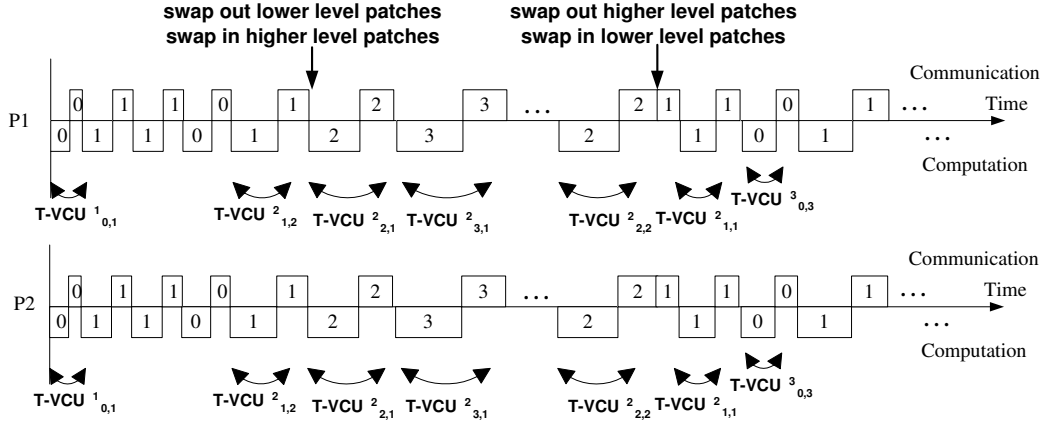 swap out lower level patches swap out higher level patches
swap in higher level patches swap in lower level patches
Communication
0 1 1 0 1 2 3 ... 2 1 1 0 1 ... Time
P1
0 1 1 0 1 2 3 2 1 0 1 ...
Computation
T-VCU 1 0,1 T-VCU 2 1,2 T-VCU 2 2,1 T-VCU 2 3,1 T-VCU 2 2,2 T-VCU 2 1,1 T-VCU 3 0,3
Communication
0 1 1 0 1 2 3 ... 2 1 1 0 1 ... Time
P2
0 1 1 0 1 2 3 2 1 0 1 ...
Computation
T-VCU 1 0,1 T-VCU 2 1,2 T-VCU 2 2,1 T-VCU 2 3,1 T-VCU 2 2,2 T-VCU 2 1,1 T-VCU 3 0,3